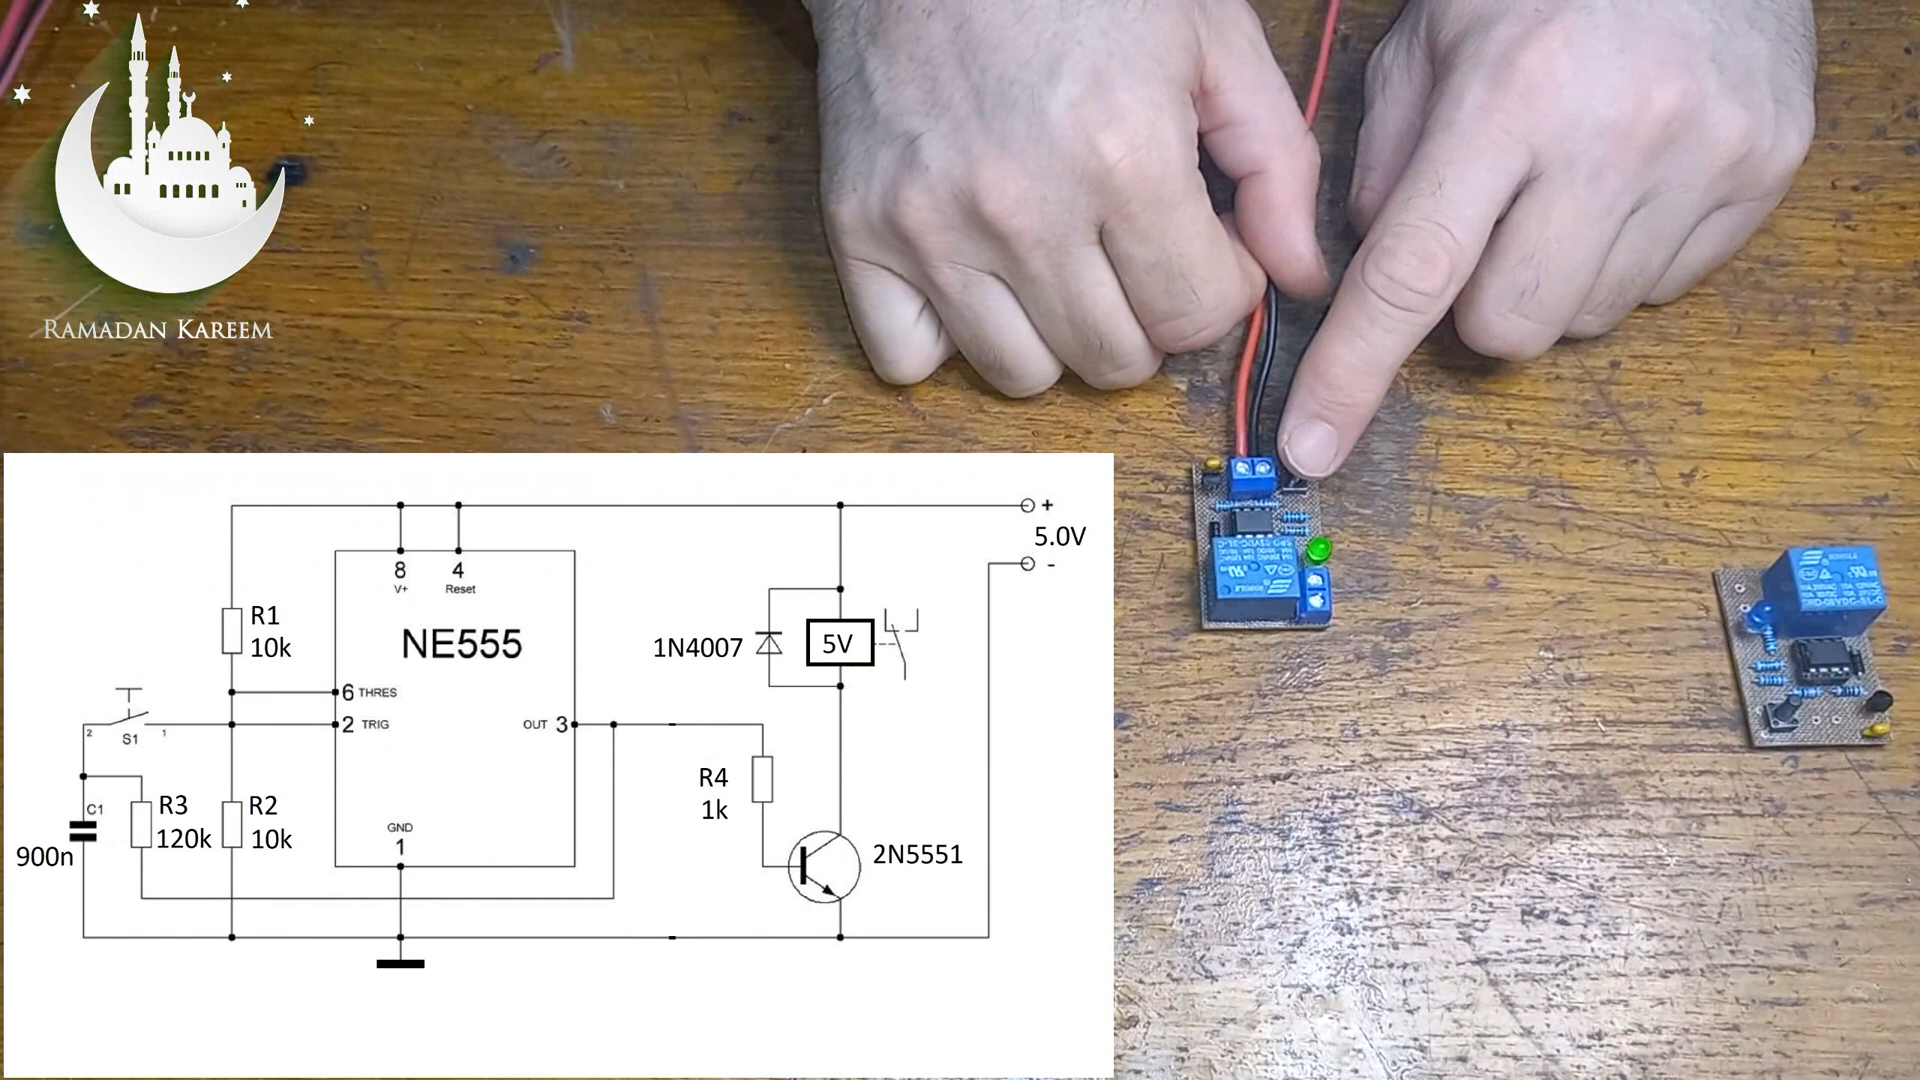 RAMADAN KAREEM
+
5.0V
-
8
V+
4
Reset
R1
10k
NE555
1N4007
5V
6 THRES
2 TRIG
OUT 3
2
S1
1
C1
900n
R3
120k
R2
10k
GND
1
R4
1k
2N5551